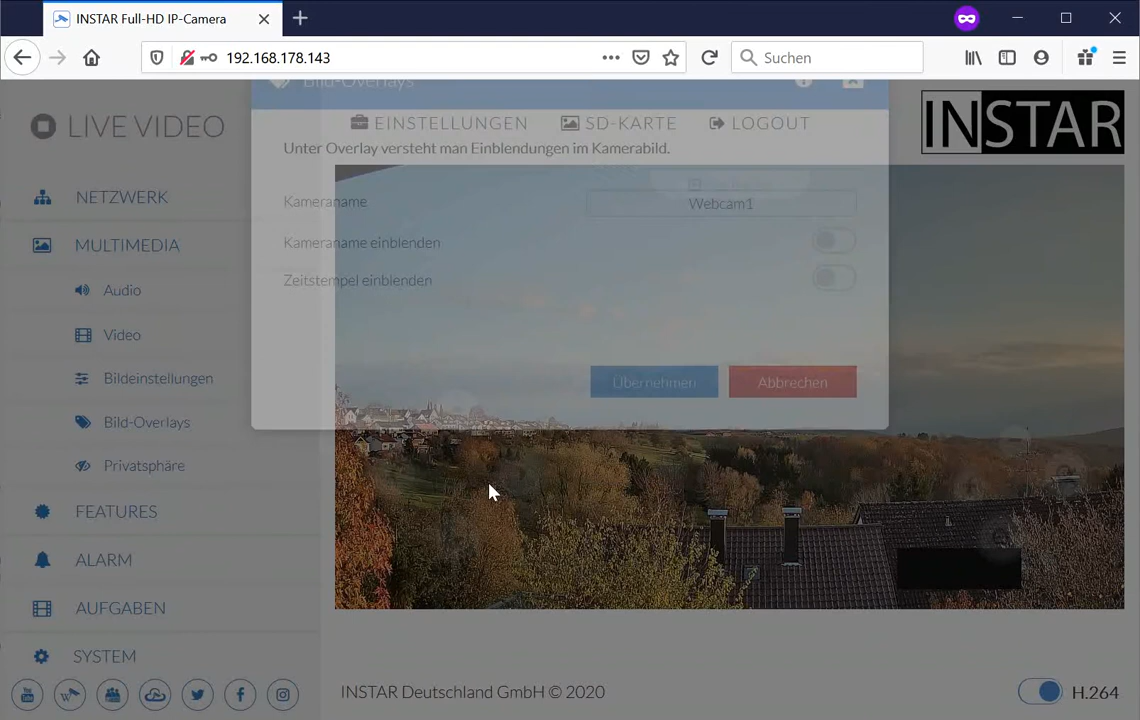 INSTAR Full-HD IP-Camera
192.168.178.143
Suchen
Bild-Overlays
LIVE VIDEO
EINSTELLUNGEN
SD-KARTE
LOGOUT
INSTAR
Unter Overlay versteht man Einblendungen im Kamerabild.
NETZWERK
Kameraname
Webcam1
MULTIMEDIA
Kameraname einblenden
Audio
Zeitstempel einblenden
Video
Bildeinstellungen
Übernehmen
Abbrechen
Bild-Overlays
Privatsphäre
FEATURES
ALARM
AUFGABEN
SYSTEM
INSTAR Deutschland GmbH © 2020
H.264